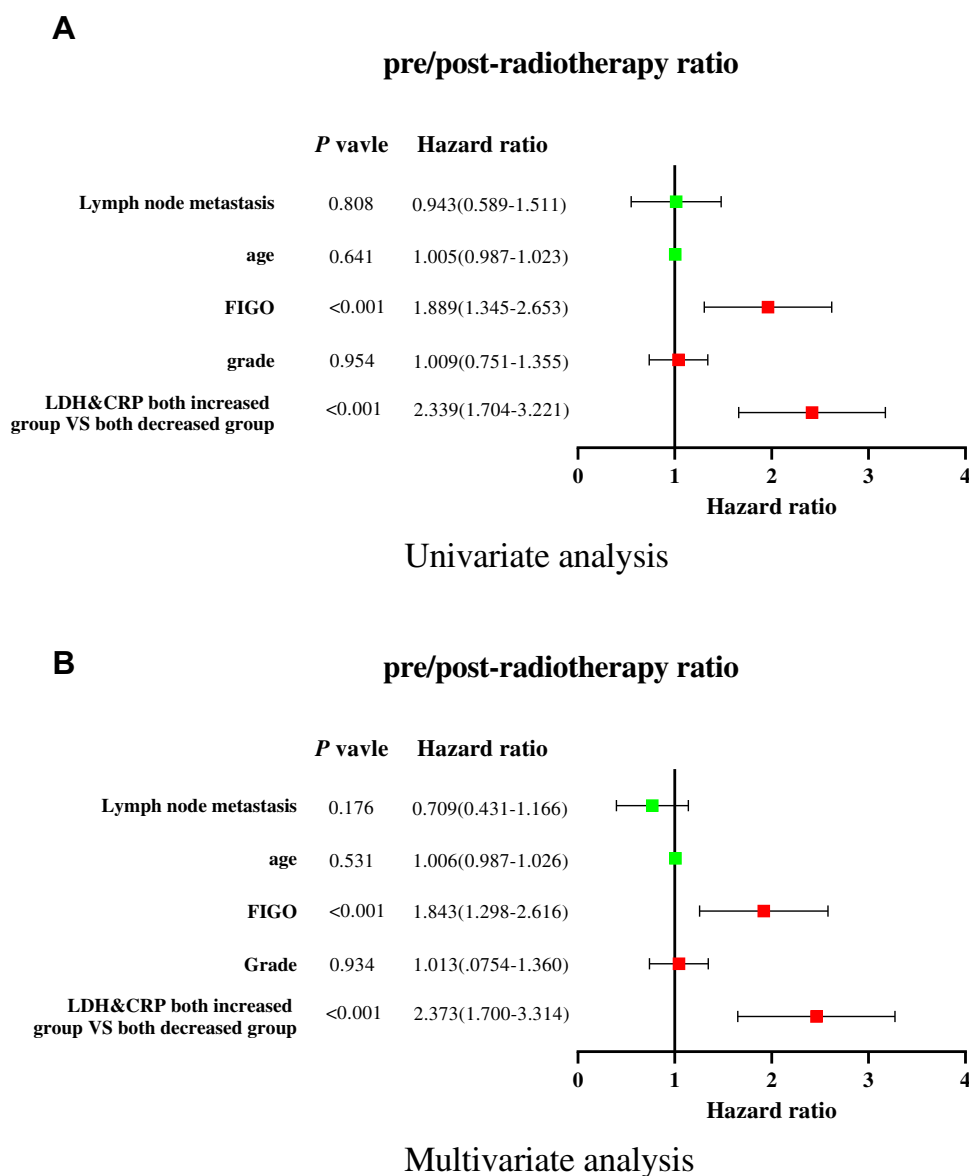 A
pre/post-radiotherapy ratio
P vavle Hazard ratio
Lymph node metastasis 0.808 0.943(0.589-1.511)
age 0.641 1.005(0.987-1.023)
FIGO <0.001 1.889(1.345-2.653)
grade 0.954 1.009(0.751-1.355)
LDH&CRP both increased
group VS both decreased group <0.001 2.339(1.704-3.221)
0 1 2 3 4
Hazard ratio
Univariate analysis
B
pre/post-radiotherapy ratio
P vavle Hazard ratio
Lymph node metastasis 0.176 0.709(0.431-1.166)
age 0.531 1.006(0.987-1.026)
FIGO <0.001 1.843(1.298-2.616)
Grade 0.934 1.013(.0754-1.360)
LDH&CRP both increased
group VS both decreased group <0.001 2.373(1.700-3.314)
0 1 2 3 4
Hazard ratio
Multivariate analysis